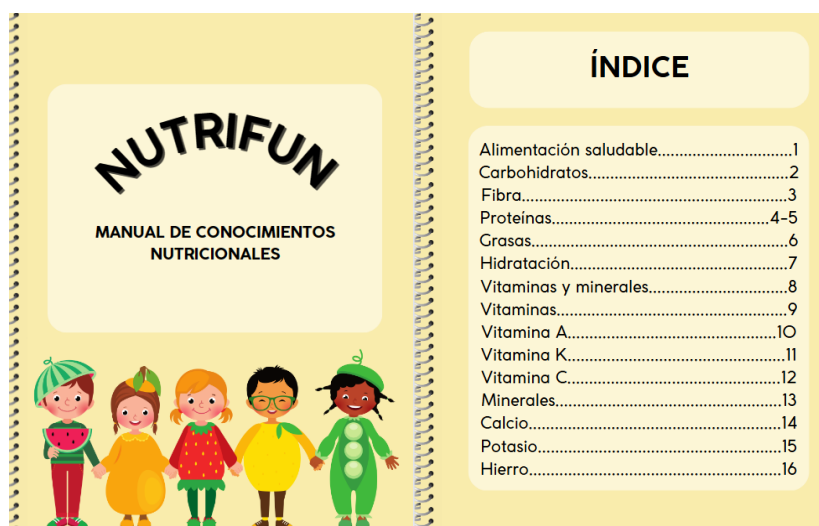 NUTRIFUN
MANUAL DE CONOCIMIENTOS
NUTRICIONALES
ÍNDICE
Alimentación saludable.............................1
Carbohidratos...........................................2
Fibra.........................................................3
Proteínas...............................................4-5
Grasas.......................................................6
Hidratación...............................................7
Vitaminas y minerales..............................8
Vitaminas..................................................9
Vitamina A.............................................10
Vitamina K...............................................11
Vitamina C..............................................12
Minerales.................................................13
Calcio......................................................14
Potasio.....................................................15
Hierro......................................................16